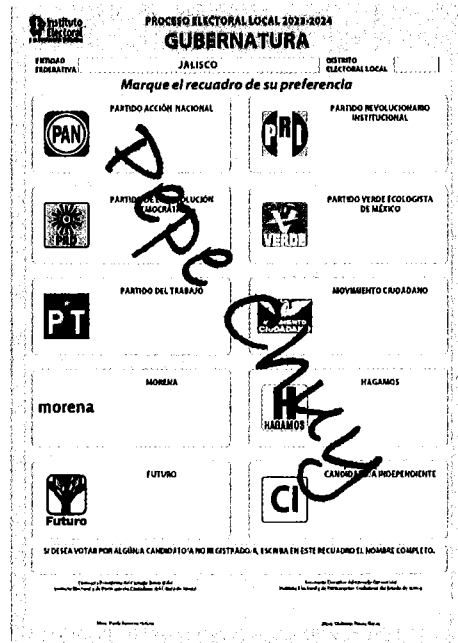 Instituto
Electoral
PROCESO ELECTORAL LOCAL 2023-2024
GUBERNATURA
ENTIDAD FEDERATIVA
JALISCO
DISTRITO ELECTORAL LOCAL
Marque el recuadro de su preferencia
PAN
PARTIDO ACCIÓN NACIONAL
PRI
PARTIDO REVOLUCIONARIO
INSTITUCIONAL
PRD
PARTIDO DE LA REVOLUCIÓN
DEMOCRÁTICA
VERDE
PARTIDO VERDE ECOLOGISTA
DE MÉXICO
PT
PARTIDO DEL TRABAJO
MOVIMIENTO
CIUDADANO
MOVIMIENTO CIUDADANO
morena
MORENA
H
HAGAMOS
HAGAMOS
Futuro
FUTURO
CI
CANDIDATURA INDEPENDIENTE
Pepe Chuy
SI DESEA VOTAR POR ALGÚN/A CANDIDATO/A NO REGISTRADO/A, ESCRIBA EN ESTE RECUADRO EL NOMBRE COMPLETO.